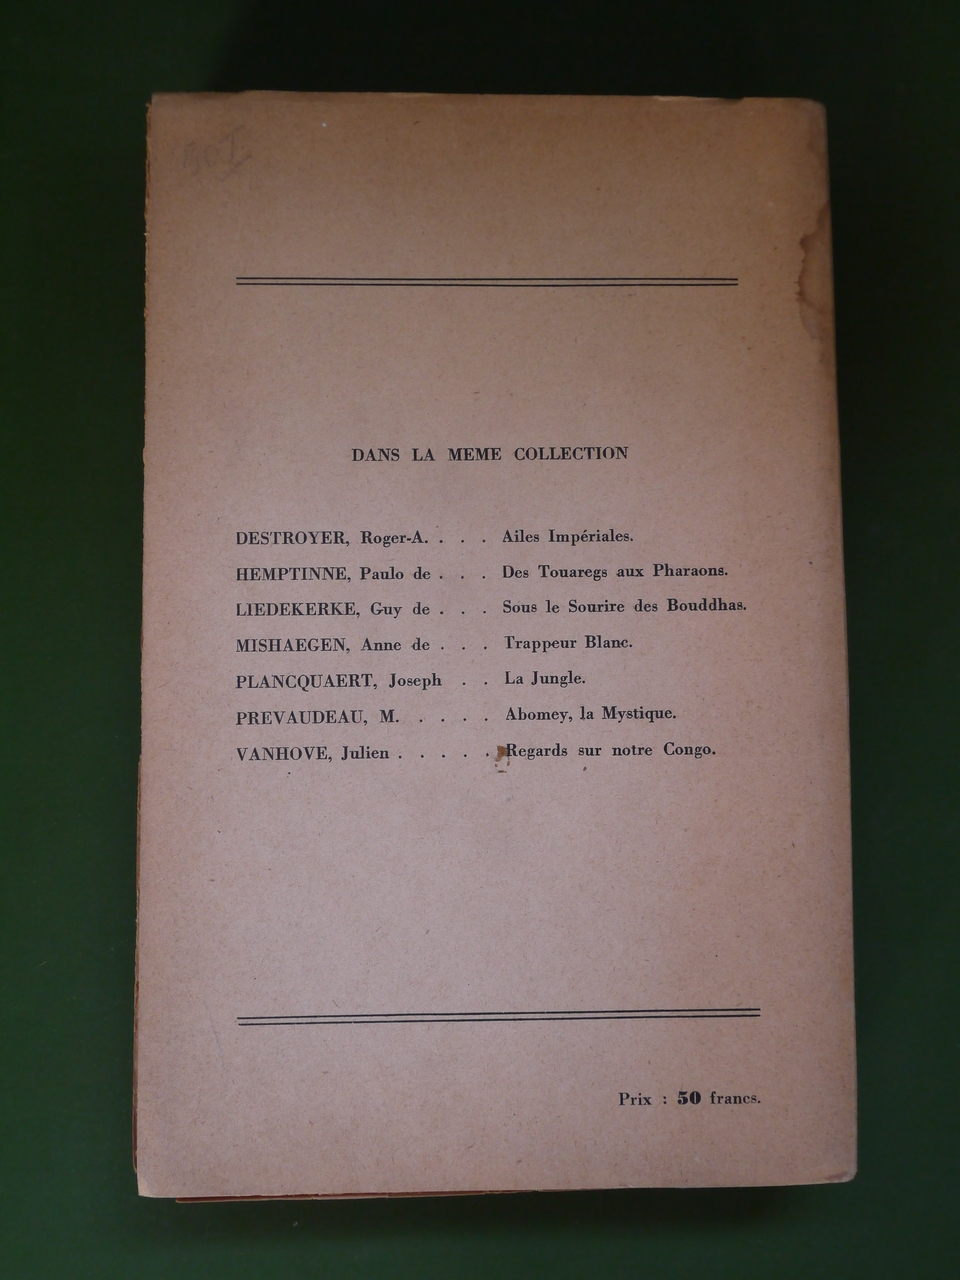 DANS LA MEME COLLECTION
DESTROYER, Roger-A. . . . Ailes Impériales.
HEMPTINNE, Paulo de . . . Des Touaregs aux Pharaons.
LIEDEKERKE, Guy de . . . Sous le Sourire des Bouddhas.
MISHAEGEN, Anne de . . . Trappeur Blanc.
PLANCQUAERT, Joseph . . La Jungle.
PREVAUDEAU, M. . . . . Abomey, la Mystique.
VANHOVE, Julien . . . . . Regards sur notre Congo.
Prix : 50 francs.